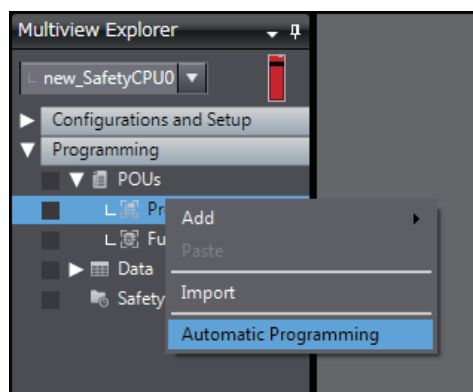 Multiview Explorer
new_SafetyCPU0
Configurations and Setup
Programming
POUs
Pr
Fu
Data
Safety
Add
Paste
Import
Automatic Programming